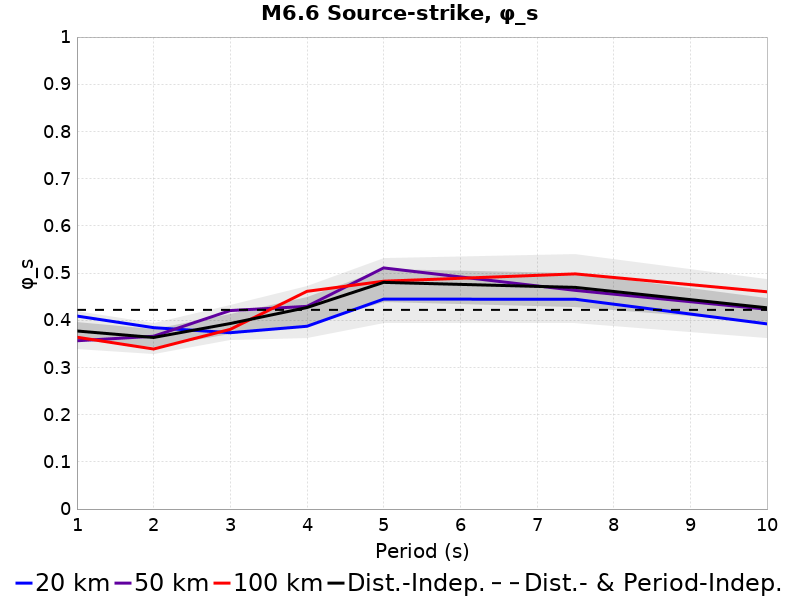 M6.6 Source-strike, φ_s
1
0.9
0.8
0.7
0.6
0.5
0.4
0.3
0.2
0.1
0
φ_s
1 2 3 4 5 6 7 8 9 10
Period (s)
20 km 50 km 100 km Dist.-Indep. Dist.- & Period-Indep.